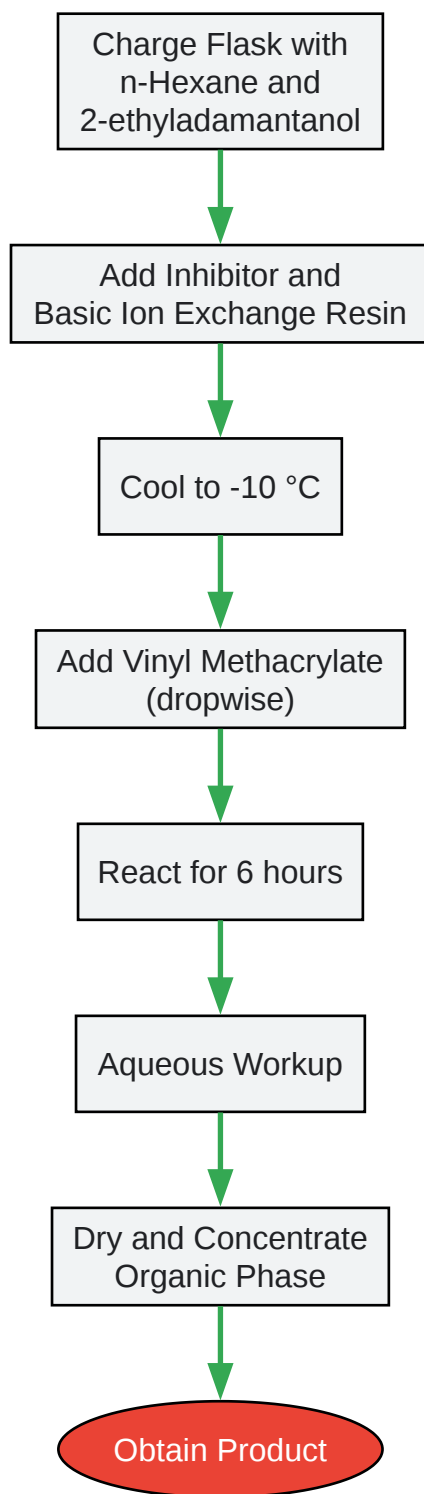 Charge Flask with
n-Hexane and
2-ethyladamantanol
Add Inhibitor and
Basic Ion Exchange Resin
Cool to -10 °C
Add Vinyl Methacrylate
(dropwise)
React for 6 hours
Aqueous Workup
Dry and Concentrate
Organic Phase
Obtain Product